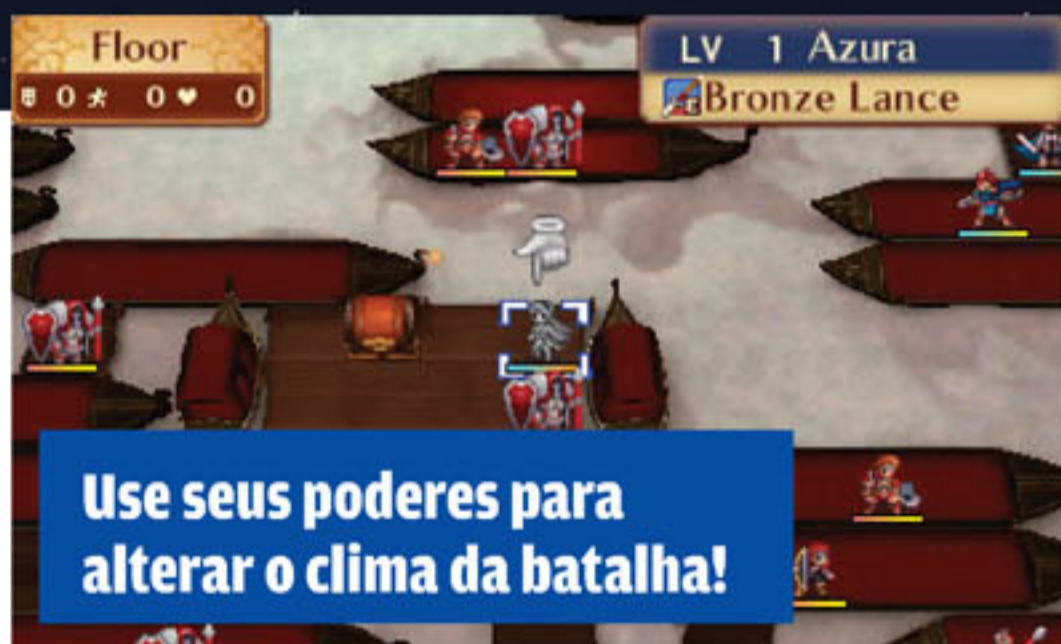 Floor
0 0 0
LV 1 Azura
Bronze Lance
Use seus poderes para
alterar o clima da batalha!